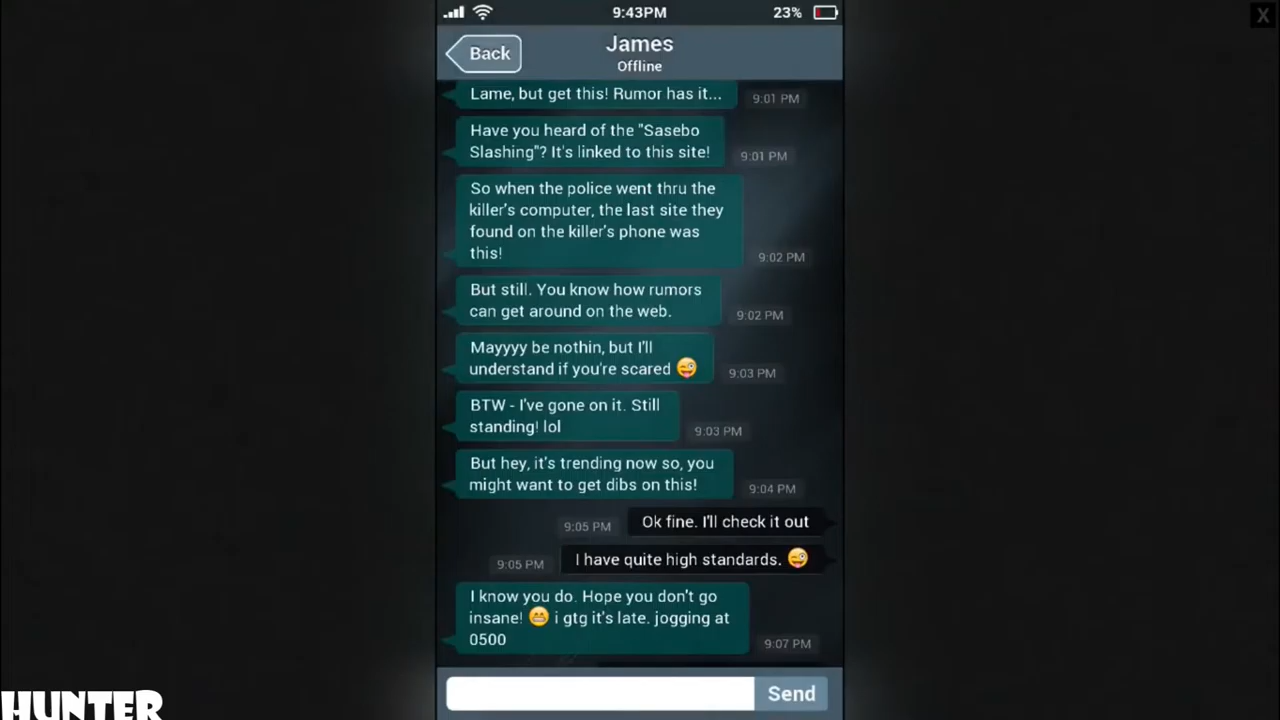 9:43PM
23%
X
Back
James
Offline
Lame, but get this! Rumor has it...
9:01 PM
Have you heard of the "Sasebo
Slashing"? It's linked to this site!
9:01 PM
So when the police went thru the
killer's computer, the last site they
found on the killer's phone was
this!
9:02 PM
But still. You know how rumors
can get around on the web.
9:02 PM
Mayyyy be nothin, but I'll
understand if you're scared 😜
9:03 PM
BTW - I've gone on it. Still
standing! lol
9:03 PM
But hey, it's trending now so, you
might want to get dibs on this!
9:04 PM
Ok fine. I'll check it out
9:05 PM
I have quite high standards. 😜
9:05 PM
I know you do. Hope you don't go
insane! 😁 i gtg it's late. jogging at
0500
9:07 PM
Send
HUNTER